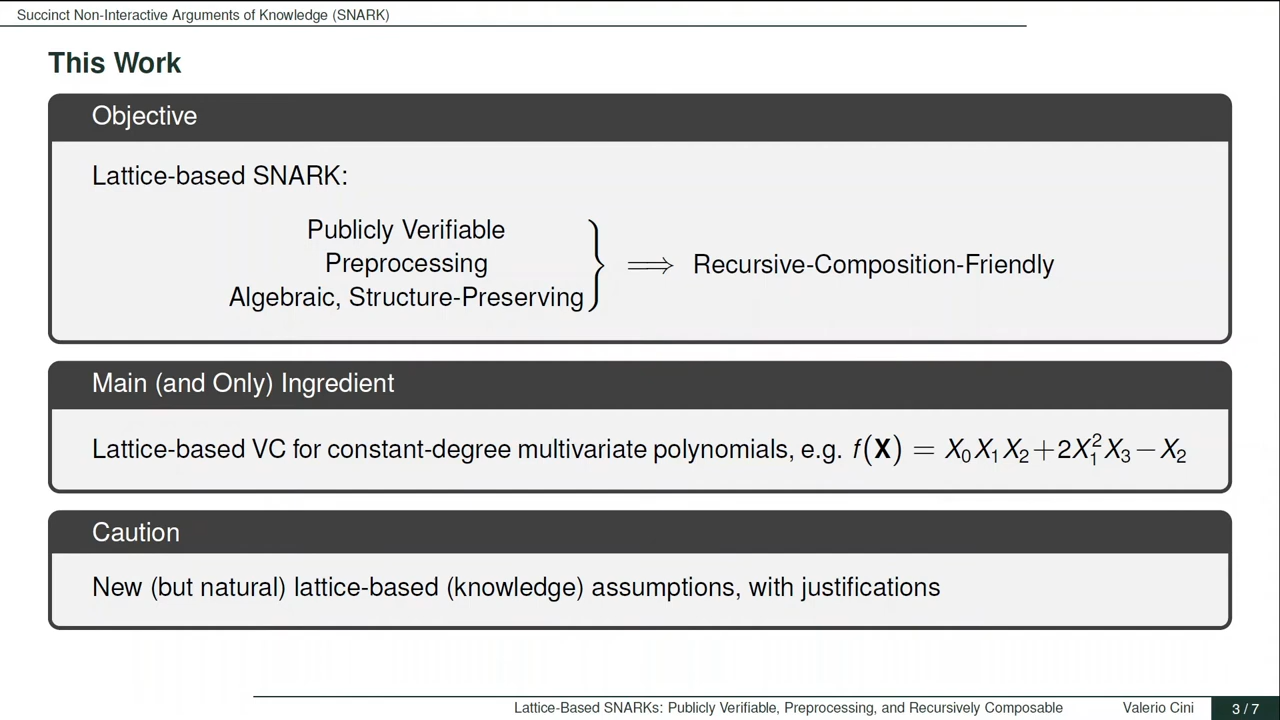 Succinct Non-Interactive Arguments of Knowledge (SNARK)
This Work
Objective
Lattice-based SNARK:
Publicly Verifiable
Preprocessing
Algebraic, Structure-Preserving
} ⟹ Recursive-Composition-Friendly
Main (and Only) Ingredient
Lattice-based VC for constant-degree multivariate polynomials, e.g. f(X) = X₀X₁X₂+2X₁²X₃−X₂
Caution
New (but natural) lattice-based (knowledge) assumptions, with justifications
Lattice-Based SNARKs: Publicly Verifiable, Preprocessing, and Recursively Composable Valerio Cini 3 / 7